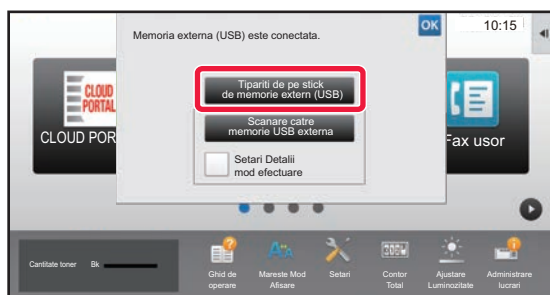 Memoria externa (USB) este conectata.
OK
10:15
Tipariti de pe stick
de memorie extern (USB)
Scanare catre
memorie USB externa
Setari Detalii
mod efectuare
CLOUD
PORTAL
CLOUD POR
Fax usor
Cantitate toner
Bk
Ghid de
operare
Mareste Mod
Afisare
Setari
Contor
Total
Ajustare
Luminozitate
Administrare
lucrari